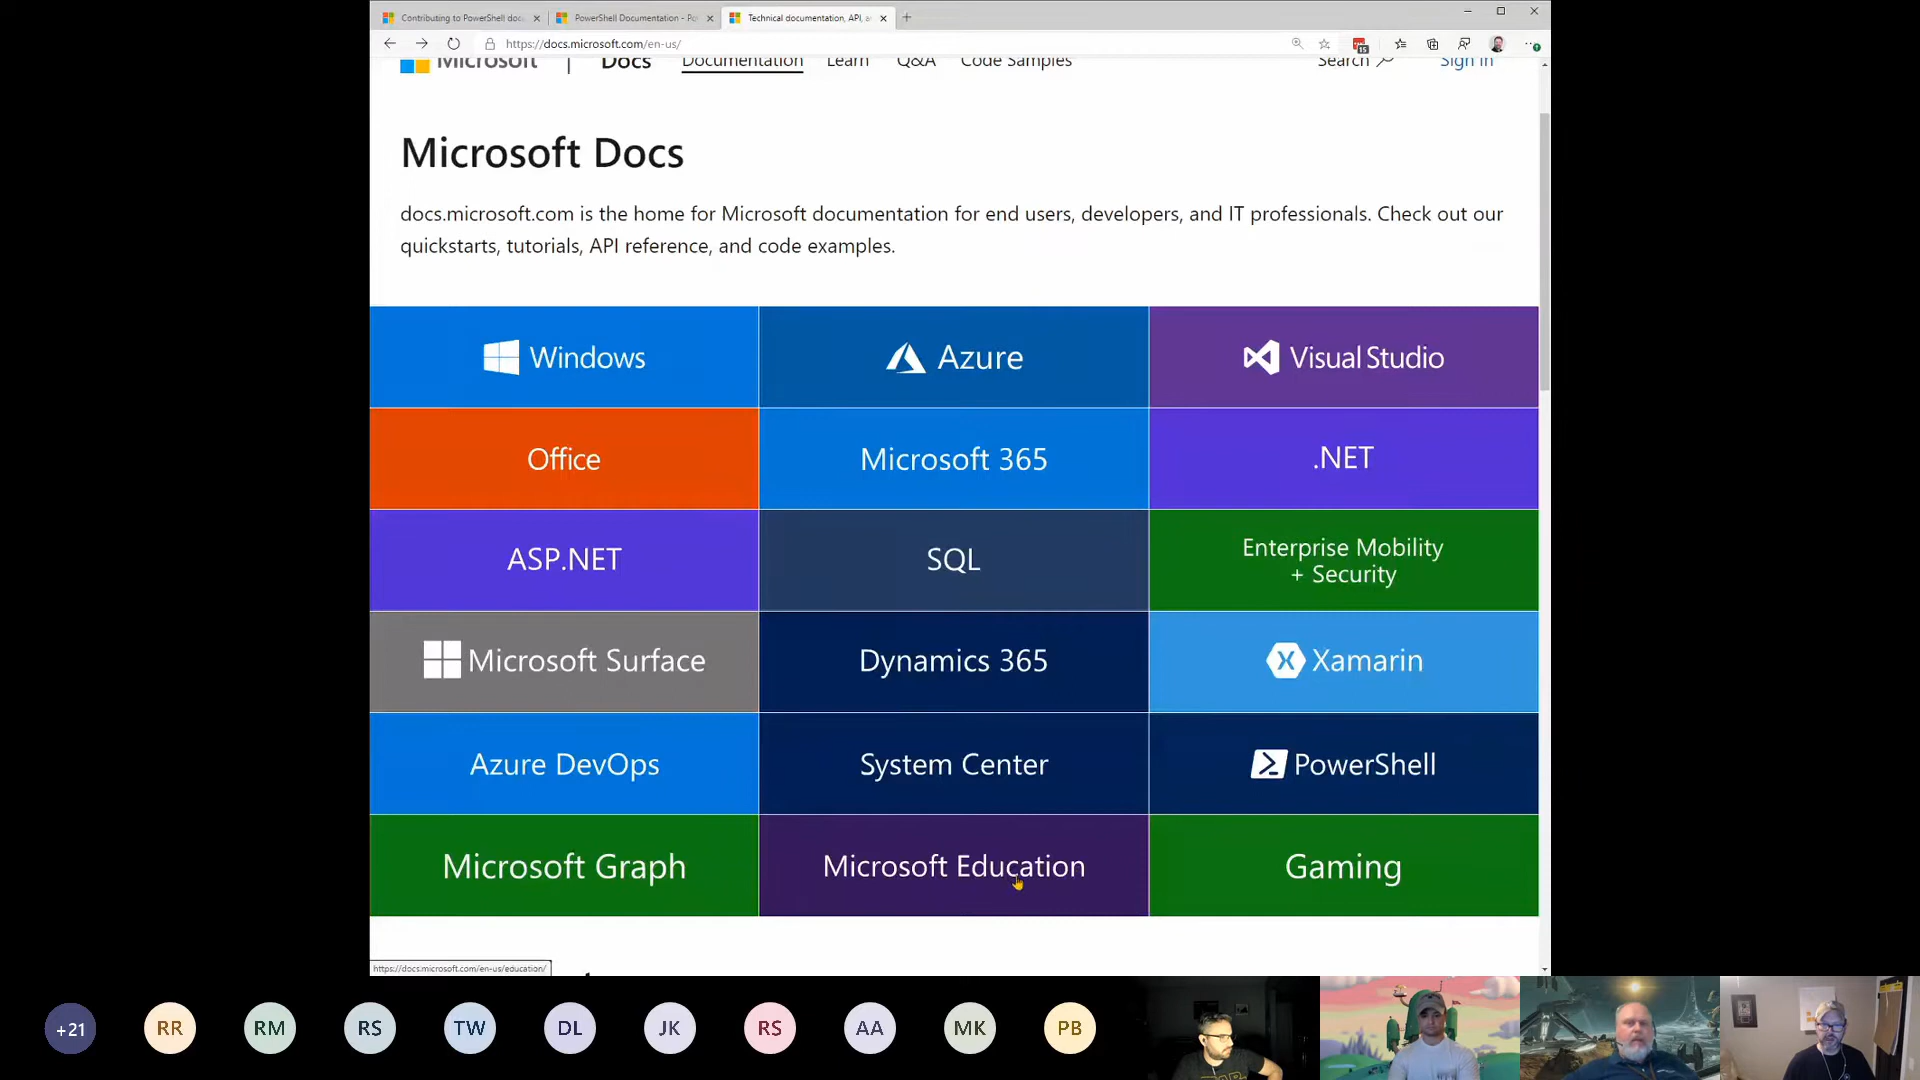 Contributing to PowerShell doc
PowerShell Documentation - Po
Technical documentation, API, a
https://docs.microsoft.com/en-us/
15
Microsoft
Docs
Documentation
Learn
Q&A
Code Samples
Search
Sign in
Microsoft Docs
docs.microsoft.com is the home for Microsoft documentation for end users, developers, and IT professionals. Check out our
quickstarts, tutorials, API reference, and code examples.
Windows
Azure
Visual Studio
Office
Microsoft 365
.NET
ASP.NET
SQL
Enterprise Mobility
+ Security
Microsoft Surface
Dynamics 365
Xamarin
Azure DevOps
System Center
PowerShell
Microsoft Graph
Microsoft Education
Gaming
https://docs.microsoft.com/en-us/education/
+21
RR
RM
RS
TW
DL
JK
RS
AA
MK
PB